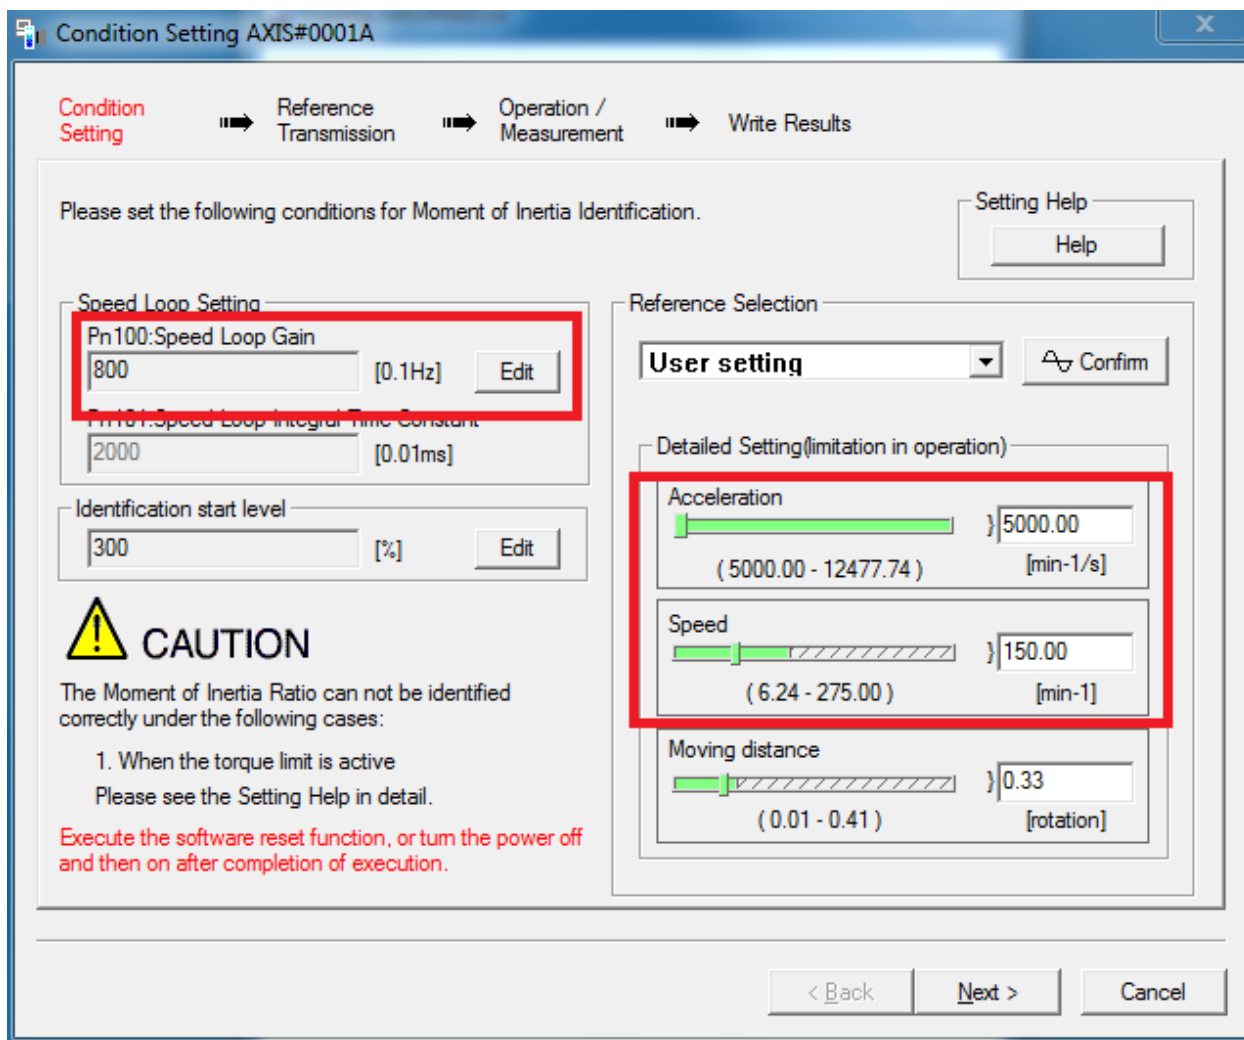 Condition Setting AXIS#0001A
X
Condition
Setting
Reference
Transmission
Operation /
Measurement
Write Results
Please set the following conditions for Moment of Inertia Identification.
Setting Help
Help
Speed Loop Setting
Pn100:Speed Loop Gain
800
[0.1Hz]
Edit
Pn101:Speed Loop Integral Time Constant
2000
[0.01ms]
Identification start level
300
[%]
Edit
CAUTION
The Moment of Inertia Ratio can not be identified
correctly under the following cases:
1. When the torque limit is active
Please see the Setting Help in detail.
Execute the software reset function, or turn the power off
and then on after completion of execution.
Reference Selection
User setting
Confirm
Detailed Setting(limitation in operation)
Acceleration
}5000.00
( 5000.00 - 12477.74 )
[min-1/s]
Speed
}150.00
( 6.24 - 275.00 )
[min-1]
Moving distance
}0.33
( 0.01 - 0.41 )
[rotation]
< Back
Next >
Cancel